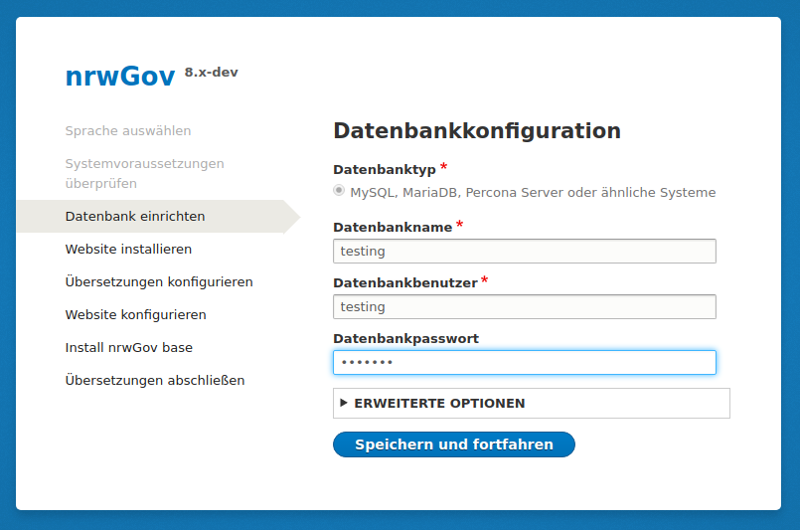 nrwGov 8.x-dev
Sprache auswählen
Systemvoraussetzungen
überprüfen
Datenbank einrichten
Website installieren
Übersetzungen konfigurieren
Website konfigurieren
Install nrwGov base
Übersetzungen abschließen
Datenbankkonfiguration
Datenbanktyp *
MySQL, MariaDB, Percona Server oder ähnliche Systeme
Datenbankname *
testing
Datenbankbenutzer *
testing
Datenbankpasswort
•••••••
ERWEITERTE OPTIONEN
Speichern und fortfahren